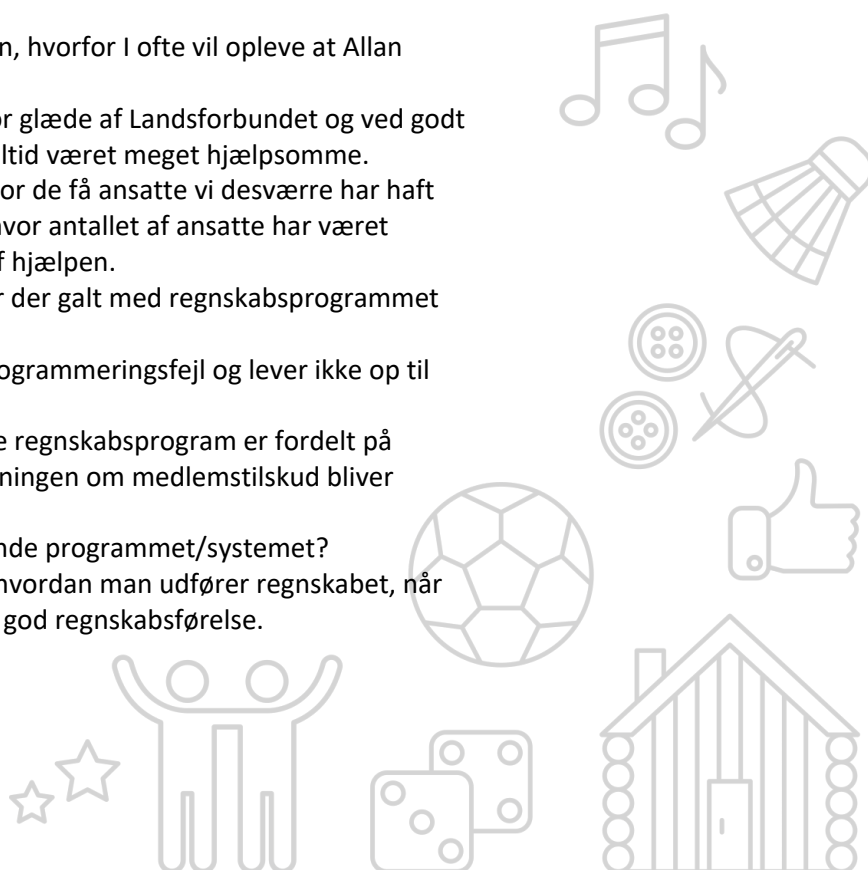 n, hvorfor I ofte vil opleve at Allan
or glæde af Landsforbundet og ved godt
ltid været meget hjælpsomme.
or de få ansatte vi desværre har haft
vor antallet af ansatte har været
f hjælpen.
r der galt med regnskabsprogrammet
ogrammeringsfejl og lever ikke op til
e regnskabsprogram er fordelt på
ningen om medlemstilskud bliver
nde programmet/systemet?
hvordan man udfører regnskabet, når
god regnskabsførelse.